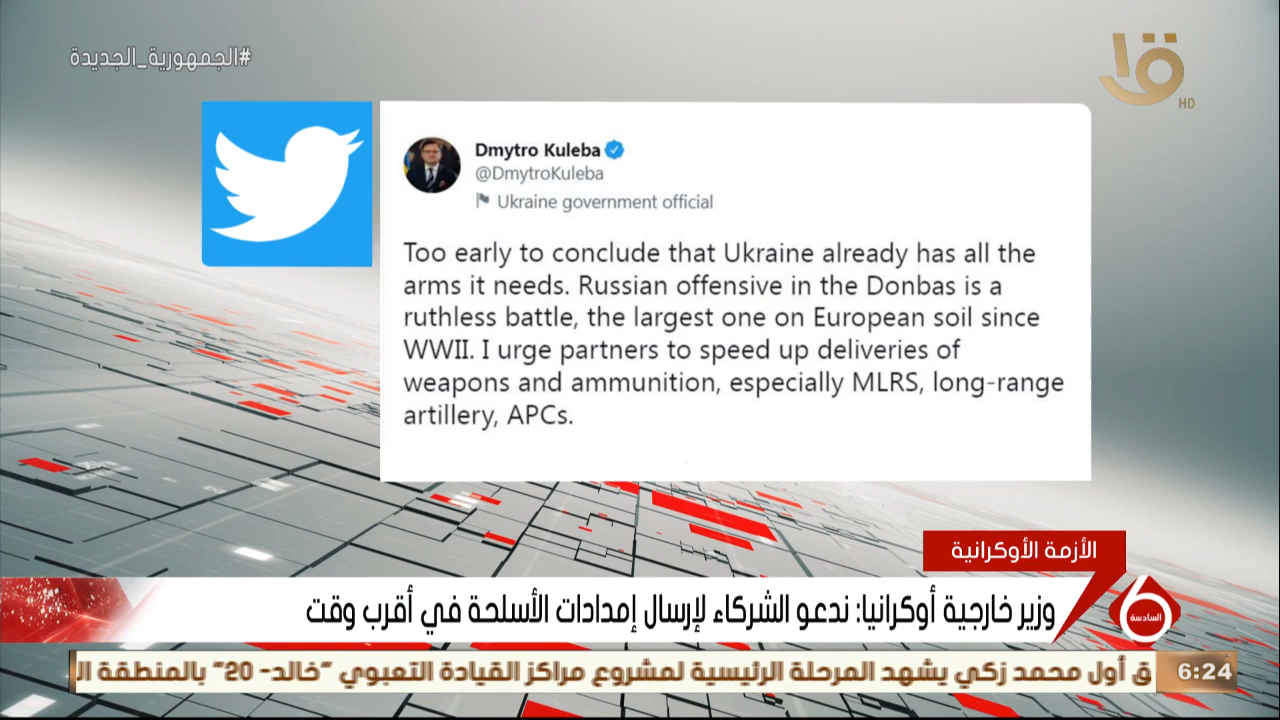 #الجمهورية_الجديدة
HD
Dmytro Kuleba
@DmytroKuleba
Ukraine government official
Too early to conclude that Ukraine already has all the
arms it needs. Russian offensive in the Donbas is a
ruthless battle, the largest one on European soil since
WWII. I urge partners to speed up deliveries of
weapons and ammunition, especially MLRS, long-range
artillery, APCs.
الأزمة الأوكرانية
وزير خارجية أوكرانيا: ندعو الشركاء لإرسال إمدادات الأسلحة في أقرب وقت
6 السادسة
ق أول محمد زكي يشهد المرحلة الرئيسية لمشروع مراكز القيادة التعبوي "خالد- 20" بالمنطقة ال
6:24